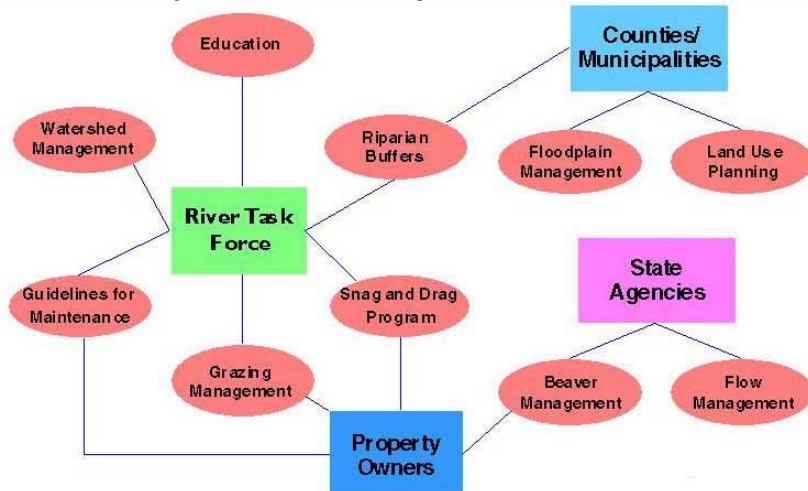 Education
Counties/
Municipalities
Watershed
Management
Riparian
Buffers
Floodplain
Management
Land Use
Planning
River Task
Force
State
Agencies
Guidelines for
Maintenance
Snag and Drag
Program
Grazing
Management
Beaver
Management
Flow
Management
Property
Owners